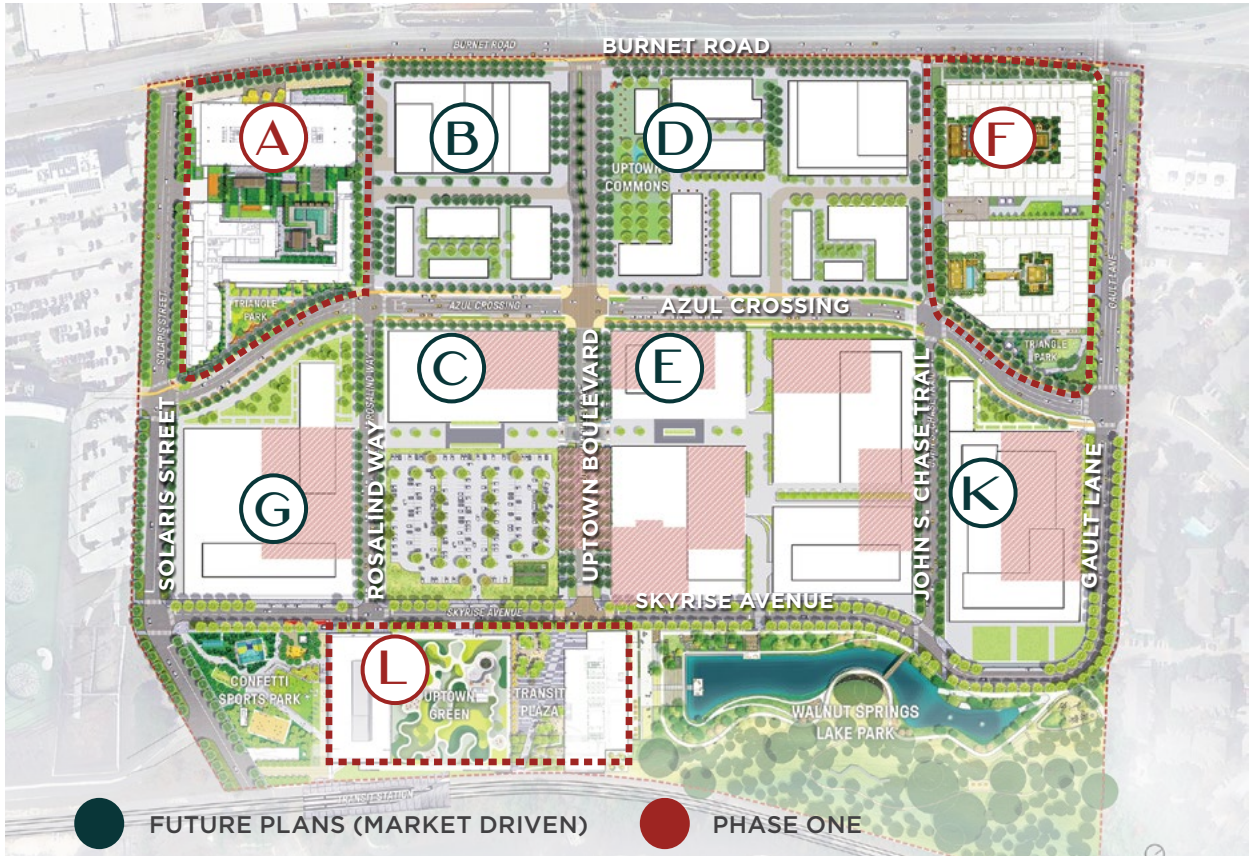 BURNET ROAD
BURNET ROAD
A
B
D
F
UPTOWN
COMMONS
SOLARIS STREET
GAULT LANE
TRIANGLE
PARK
AZUL CROSSING
AZUL CROSSING
TRIANGLE
PARK
C
E
ROSALIND WAY
SOLARIS STREET
ROSALIND WAY
UPTOWN BOULEVARD
JOHN S. CHASE TRAIL
GAULT LANE
G
K
SKYRISE AVENUE
SKYRISE AVENUE
L
CONFETTI
SPORTS PARK
UPTOWN
GREEN
TRANSIT
PLAZA
WALNUT SPRINGS
LAKE PARK
TRANSIT STATION
FUTURE PLANS (MARKET DRIVEN)
PHASE ONE